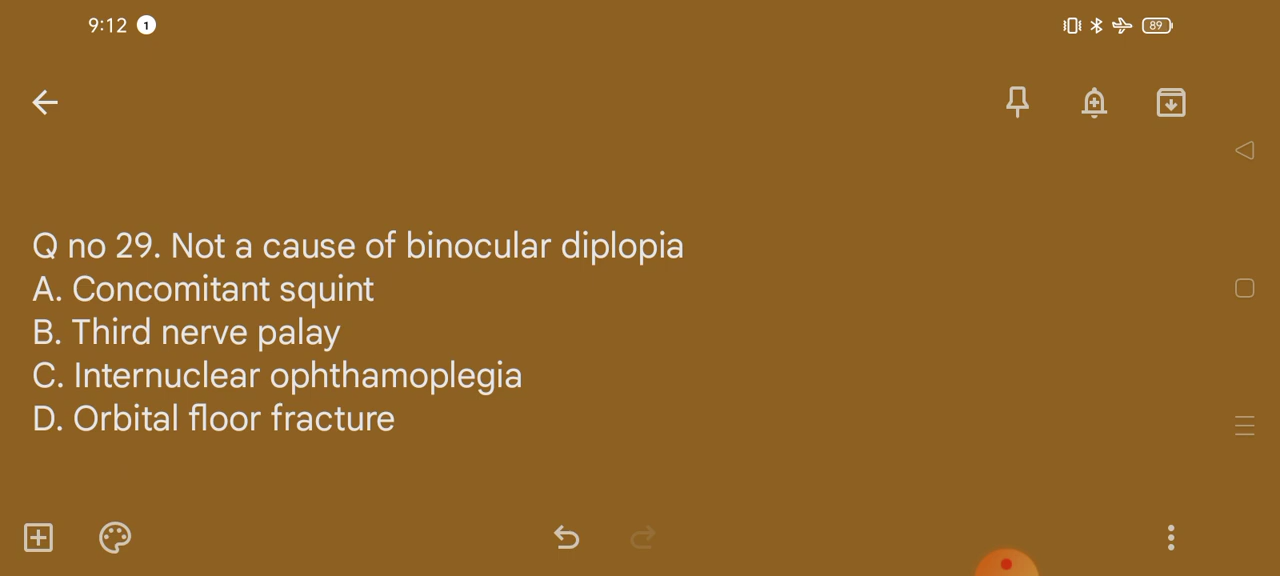 9:12 1 89
Q no 29. Not a cause of binocular diplopia
A. Concomitant squint
B. Third nerve palay
C. Internuclear ophthamoplegia
D. Orbital floor fracture